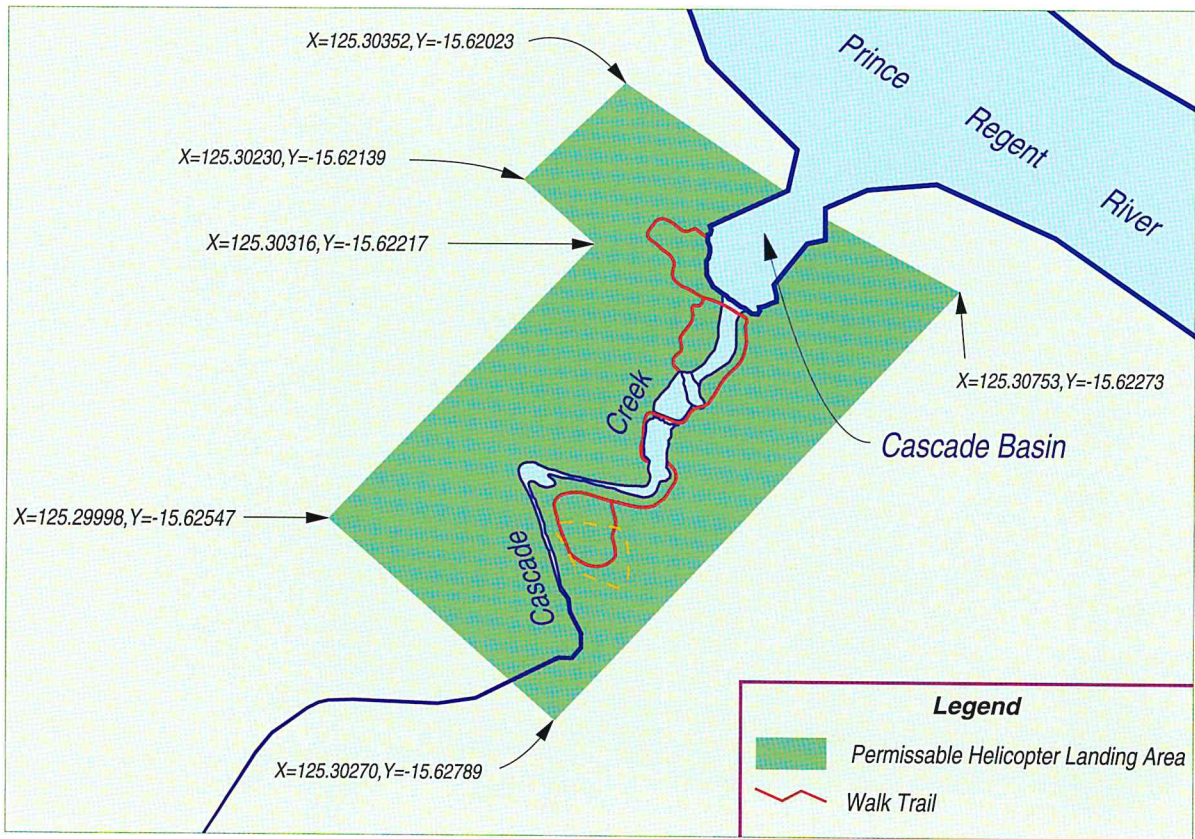 X=125.30352,Y=-15.62023
Prince
Regent
River
X=125.30230,Y=-15.62139
X=125.30316,Y=-15.62217
X=125.30753,Y=-15.62273
Creek
Cascade Basin
X=125.29998,Y=-15.62547
Cascade
X=125.30270,Y=-15.62789
Legend
Permissable Helicopter Landing Area
Walk Trail